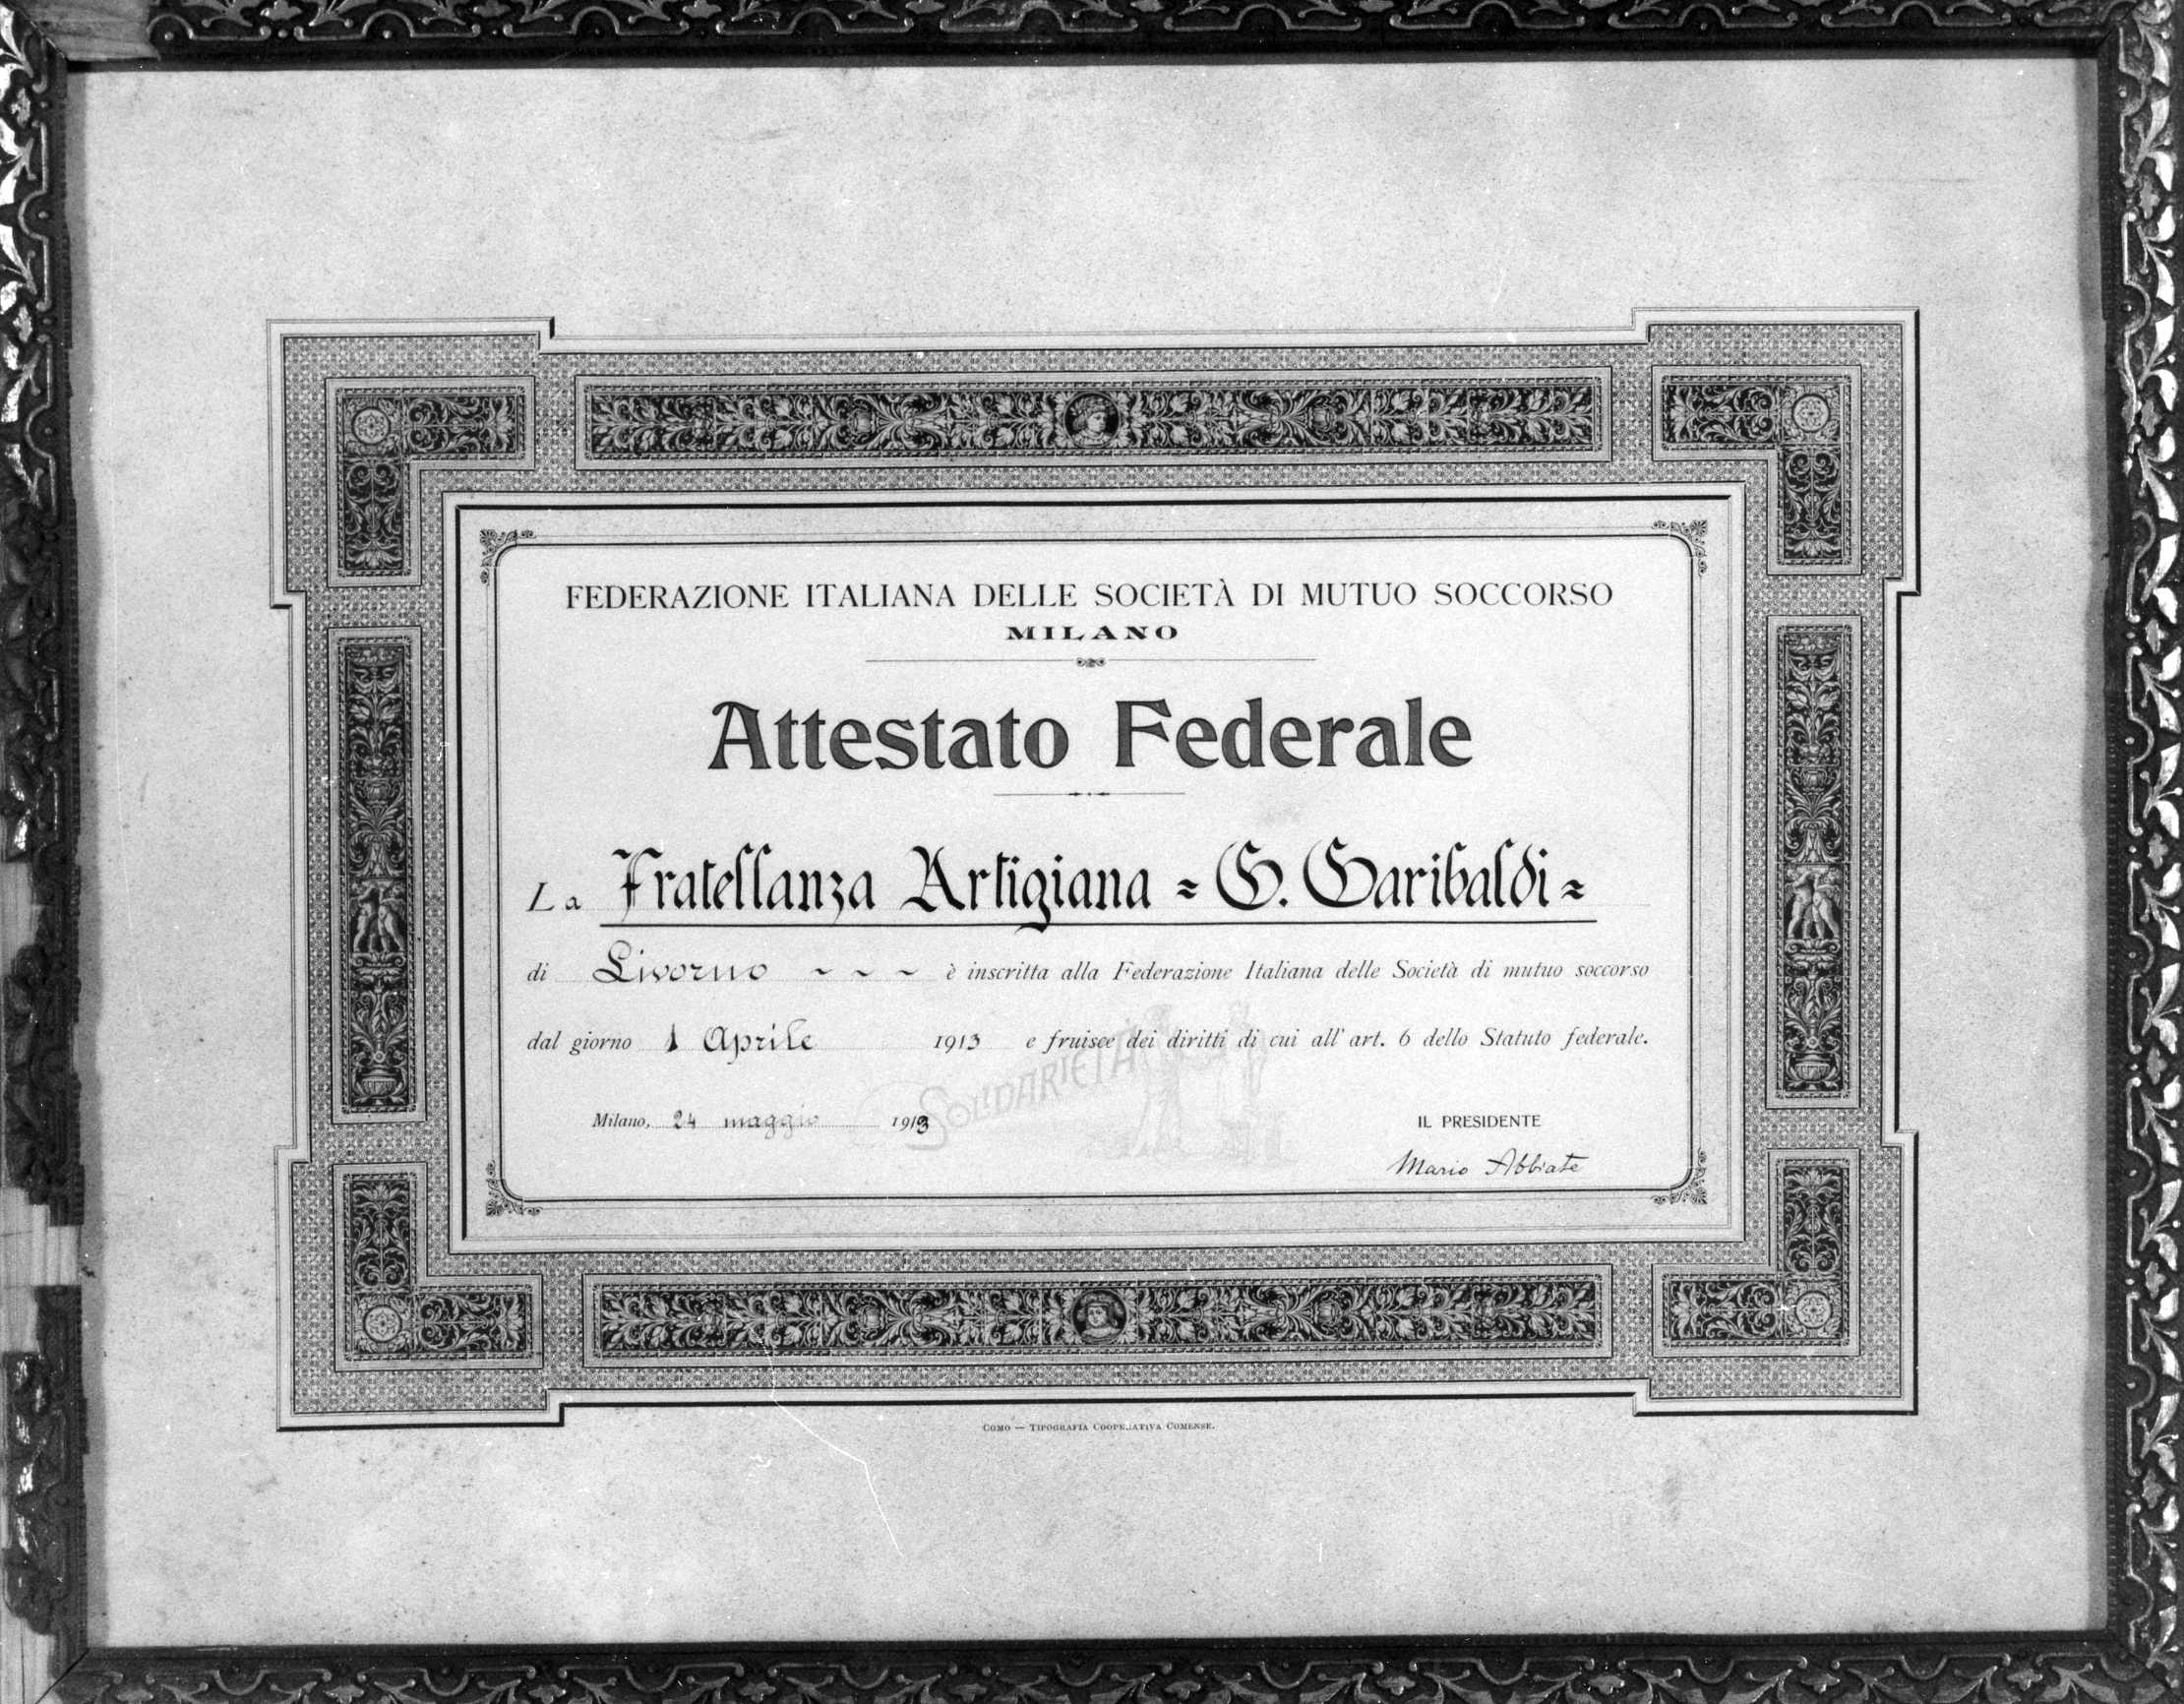 FEDERAZIONE ITALIANA DELLE SOCIETÀ DI MUTUO SOCCORSO
MILANO
Attestato Federale
La Fratellanza Artigiana = G. Garibaldi =
di Livorno ~ ~ ~ è inscritta alla Federazione Italiana delle Società di mutuo soccorso
dal giorno 1 Aprile 1913 e fruisce dei diritti di cui all'art. 6 dello Statuto federale.
SOLIDARIETÀ
Milano, 24 maggio 1913
IL PRESIDENTE
Mario Abbiate
COMO — TIPOGRAFIA COOPERATIVA COMENSE.